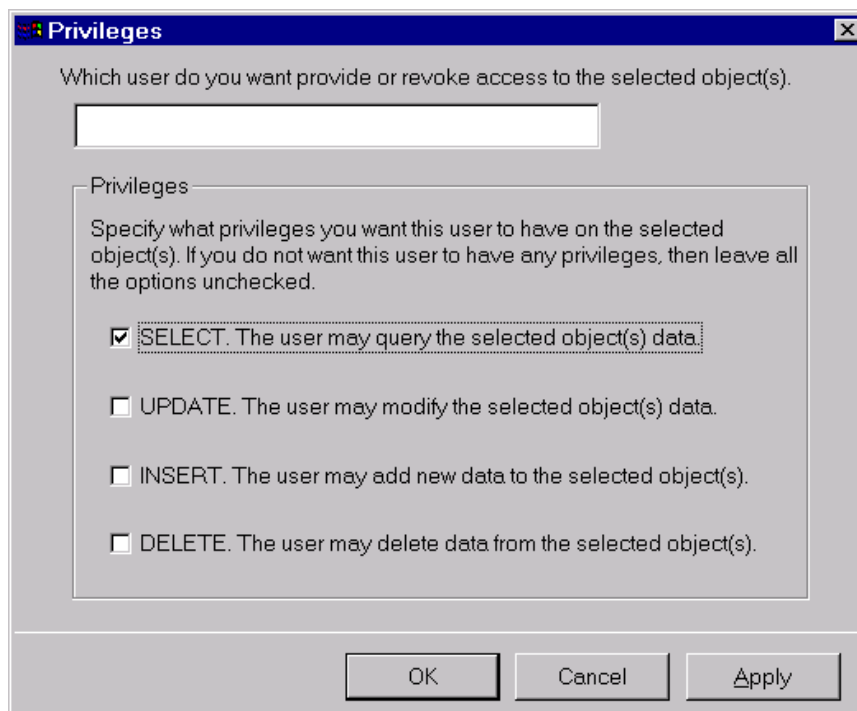 Privileges
Which user do you want provide or revoke access to the selected object(s).
Privileges
Specify what privileges you want this user to have on the selected
object(s). If you do not want this user to have any privileges, then leave all
the options unchecked.
SELECT. The user may query the selected object(s) data.
UPDATE. The user may modify the selected object(s) data.
INSERT. The user may add new data to the selected object(s).
DELETE. The user may delete data from the selected object(s).
OK Cancel Apply